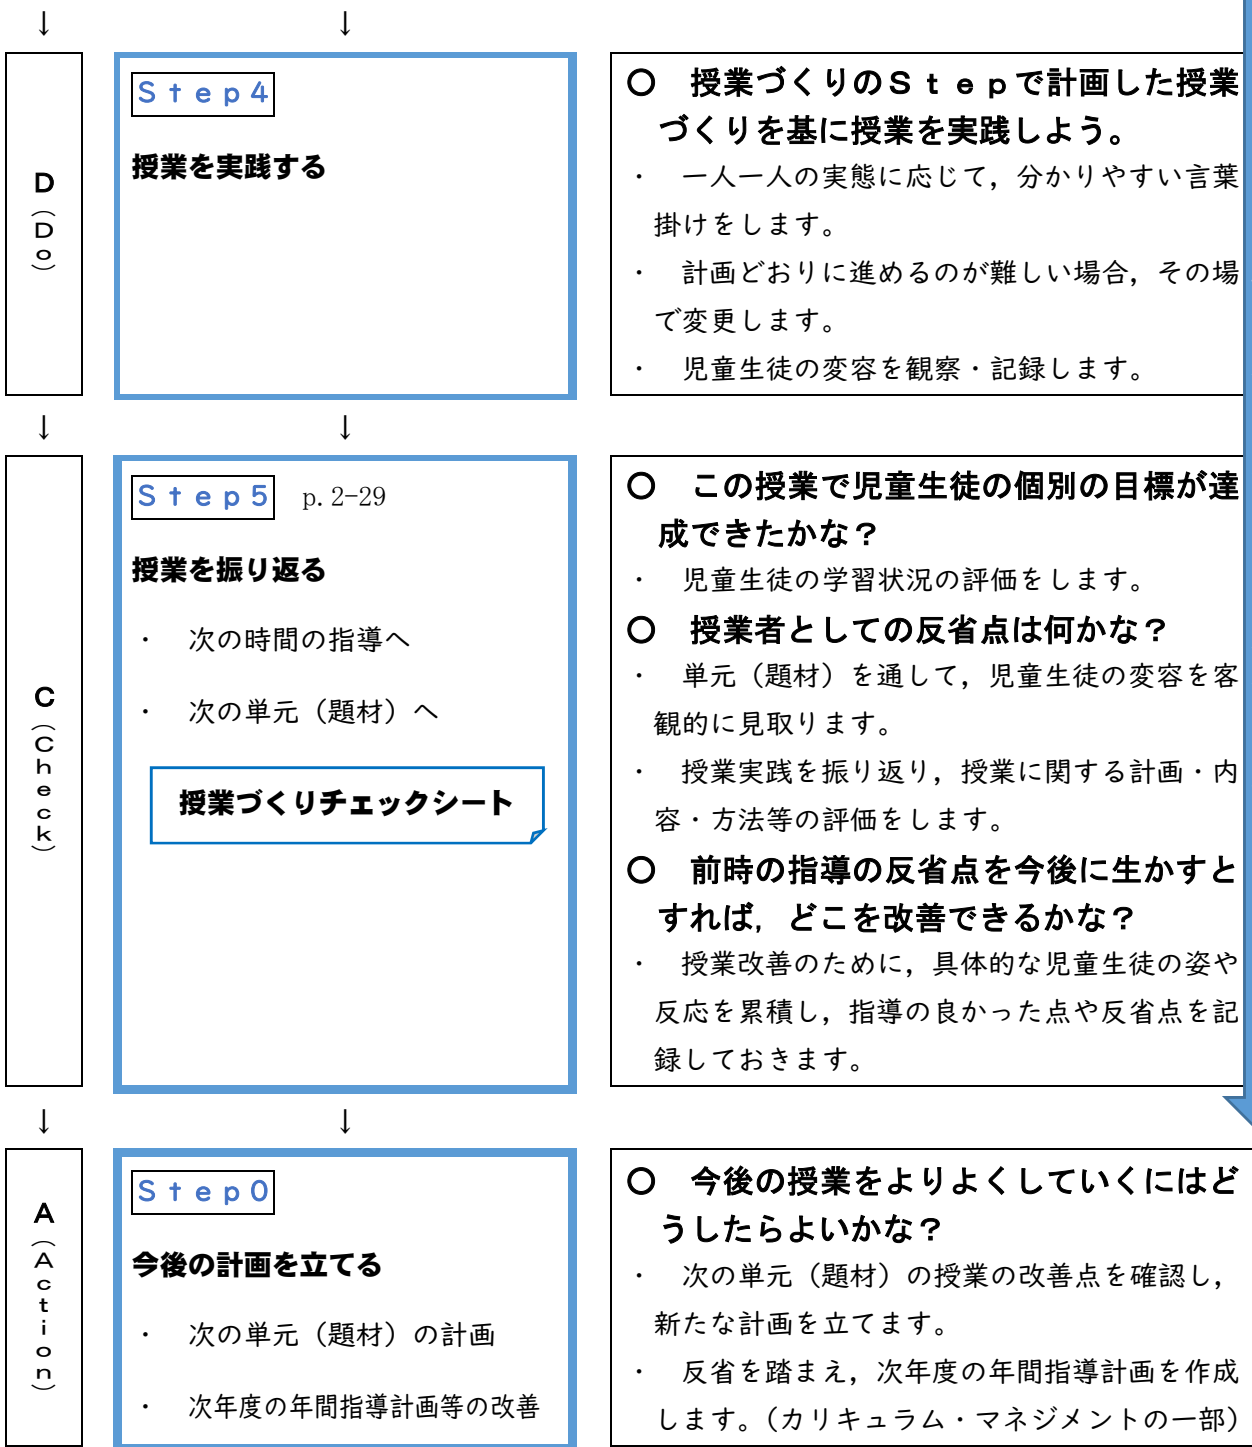 ↓ ↓
D（Do）
Step4
授業を実践する
○ 授業づくりのStepで計画した授業
づくりを基に授業を実践しよう。
・ 一人一人の実態に応じて，分かりやすい言葉
掛けをします。
・ 計画どおりに進めるのが難しい場合，その場
で変更します。
・ 児童生徒の変容を観察・記録します。
↓ ↓
C（Check）
Step5 p.2-29
授業を振り返る
・ 次の時間の指導へ
・ 次の単元（題材）へ
授業づくりチェックシート
○ この授業で児童生徒の個別の目標が達
成できたかな？
・ 児童生徒の学習状況の評価をします。
○ 授業者としての反省点は何かな？
・ 単元（題材）を通して，児童生徒の変容を客
観的に見取ります。
・ 授業実践を振り返り，授業に関する計画・内
容・方法等の評価をします。
○ 前時の指導の反省点を今後に生かすと
すれば，どこを改善できるかな？
・ 授業改善のために，具体的な児童生徒の姿や
反応を累積し，指導の良かった点や反省点を記
録しておきます。
↓ ↓
A（Action）
Step0
今後の計画を立てる
・ 次の単元（題材）の計画
・ 次年度の年間指導計画等の改善
○ 今後の授業をよりよくしていくにはど
うしたらよいかな？
・ 次の単元（題材）の授業の改善点を確認し，
新たな計画を立てます。
・ 反省を踏まえ，次年度の年間指導計画を作成
します。（カリキュラム・マネジメントの一部）